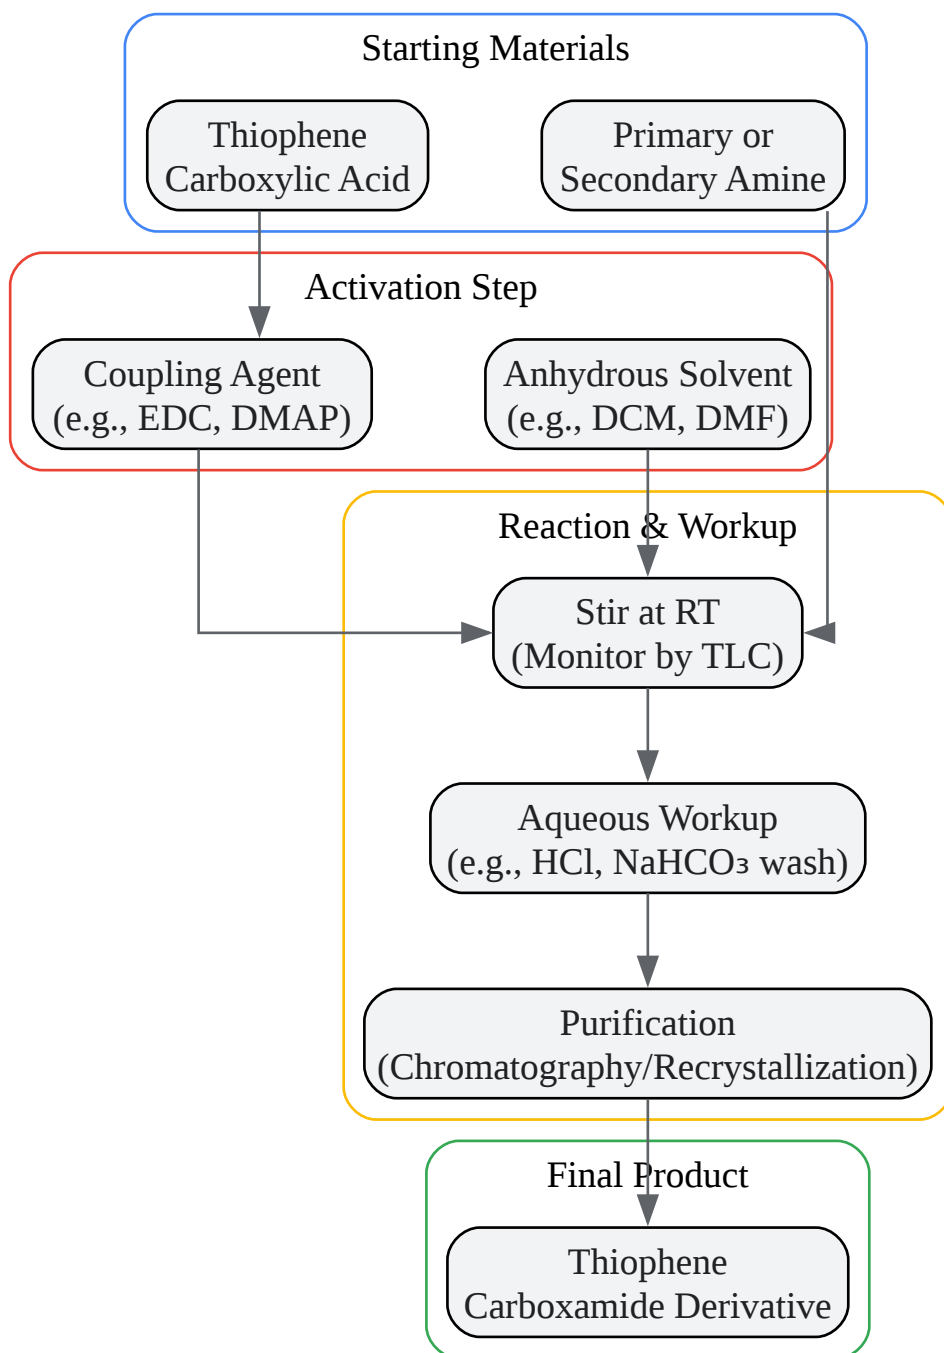 Starting Materials
Thiophene
Carboxylic Acid
Primary or
Secondary Amine
Activation Step
Coupling Agent
(e.g., EDC, DMAP)
Anhydrous Solvent
(e.g., DCM, DMF)
Reaction & Workup
Stir at RT
(Monitor by TLC)
Aqueous Workup
(e.g., HCl, NaHCO₃ wash)
Purification
(Chromatography/Recrystallization)
Final Product
Thiophene
Carboxamide Derivative